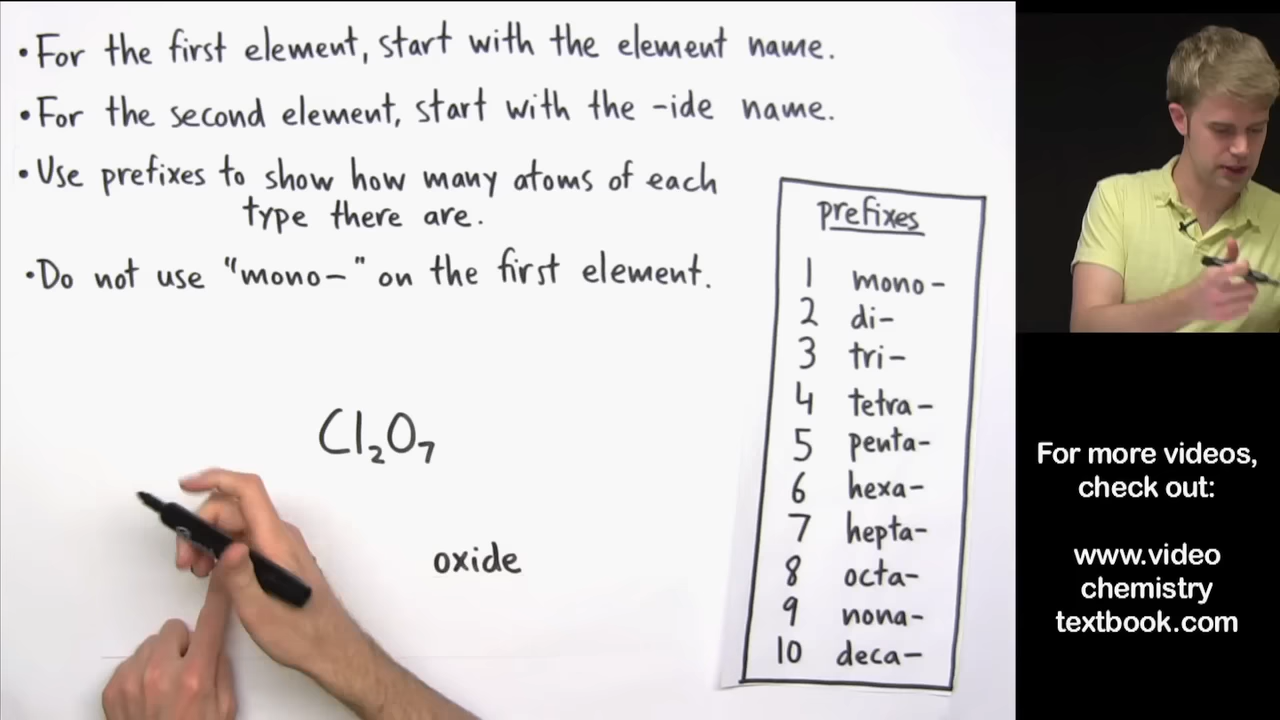 •For the first element, start with the element name.
•For the second element, start with the -ide name.
•Use prefixes to show how many atoms of each
type there are.
•Do not use "mono-" on the first element.
Cl₂O₇
oxide
prefixes
1 mono-
2 di-
3 tri-
4 tetra-
5 penta-
6 hexa-
7 hepta-
8 octa-
9 nona-
10 deca-
For more videos,
check out:
www.video
chemistry
textbook.com